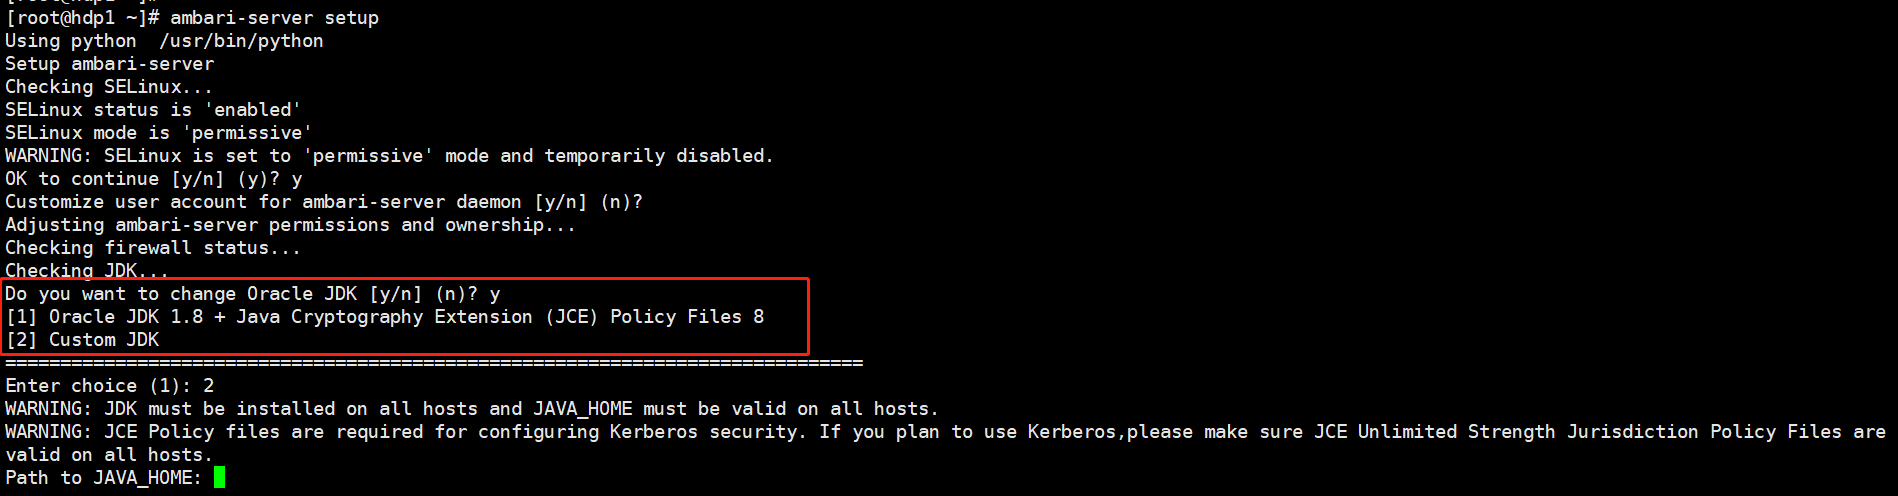 [root@hdp1 ~]# ambari-server setup
Using python  /usr/bin/python
Setup ambari-server
Checking SELinux...
SELinux status is 'enabled'
SELinux mode is 'permissive'
WARNING: SELinux is set to 'permissive' mode and temporarily disabled.
OK to continue [y/n] (y)? y
Customize user account for ambari-server daemon [y/n] (n)?
Adjusting ambari-server permissions and ownership...
Checking firewall status...
Checking JDK...
Do you want to change Oracle JDK [y/n] (n)? y
[1] Oracle JDK 1.8 + Java Cryptography Extension (JCE) Policy Files 8
[2] Custom JDK
==============================================================================
Enter choice (1): 2
WARNING: JDK must be installed on all hosts and JAVA_HOME must be valid on all hosts.
WARNING: JCE Policy files are required for configuring Kerberos security. If you plan to use Kerberos,please make sure JCE Unlimited Strength Jurisdiction Policy Files are
valid on all hosts.
Path to JAVA_HOME: